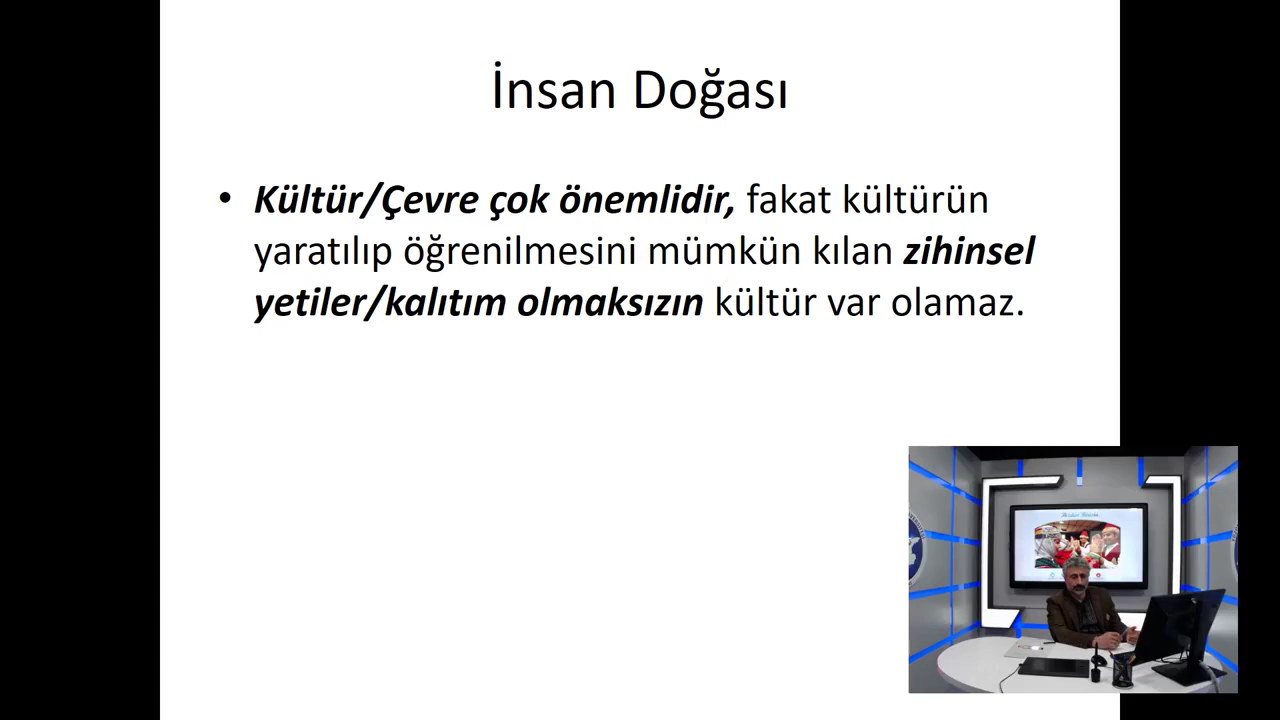 İnsan Doğası
• Kültür/Çevre çok önemlidir, fakat kültürün
yaratılıp öğrenilmesini mümkün kılan zihinsel
yetiler/kalıtım olmaksızın kültür var olamaz.